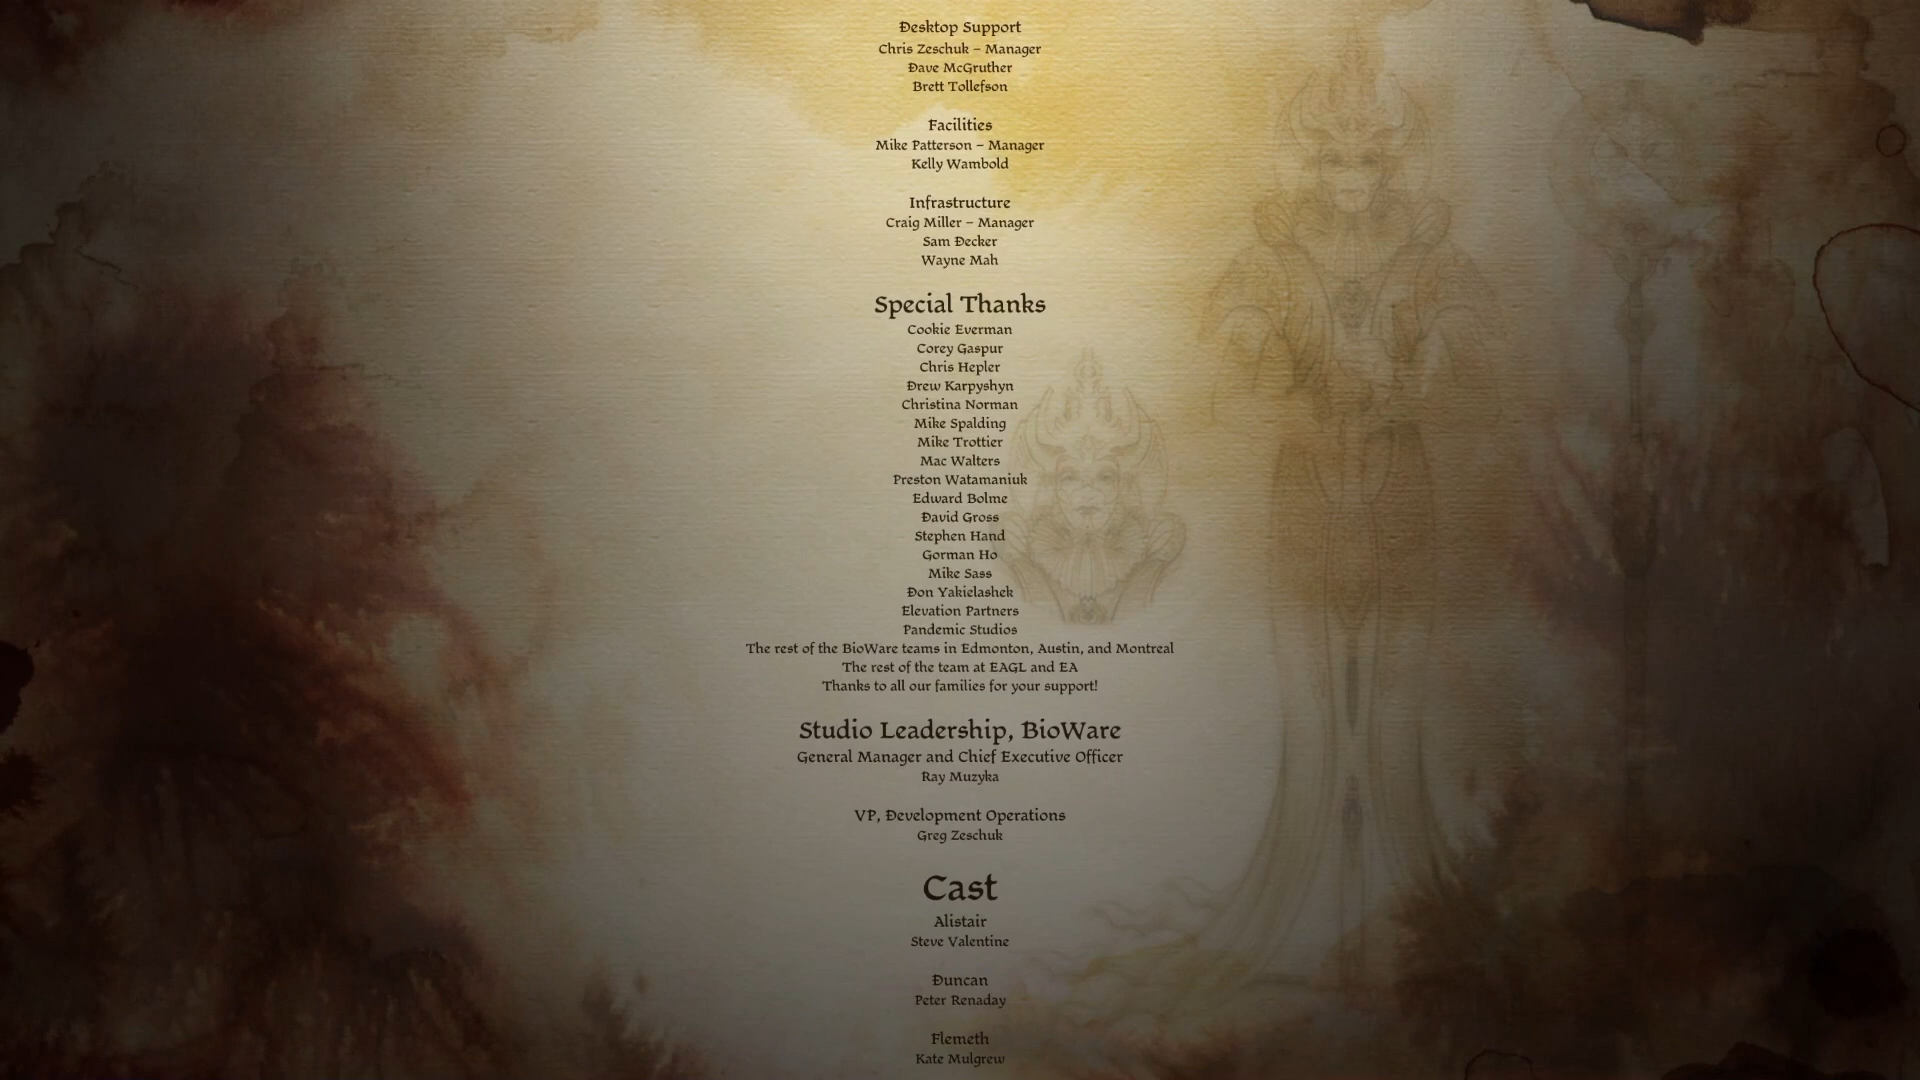 Desktop Support
Chris Zeschuk – Manager
Dave McGruther
Brett Tollefson
Facilities
Mike Patterson – Manager
Kelly Wambold
Infrastructure
Craig Miller – Manager
Sam Decker
Wayne Mah
Special Thanks
Cookie Everman
Corey Gaspur
Chris Hepler
Drew Karpyshyn
Christina Norman
Mike Spalding
Mike Trottier
Mac Walters
Preston Watamaniuk
Edward Bolme
David Gross
Stephen Hand
Gorman Ho
Mike Sass
Don Yakielashek
Elevation Partners
Pandemic Studios
The rest of the BioWare teams in Edmonton, Austin, and Montreal
The rest of the team at EAGL and EA
Thanks to all our families for your support!
Studio Leadership, BioWare
General Manager and Chief Executive Officer
Ray Muzyka
VP, Development Operations
Greg Zeschuk
Cast
Alistair
Steve Valentine
Duncan
Peter Renaday
Flemeth
Kate Mulgrew